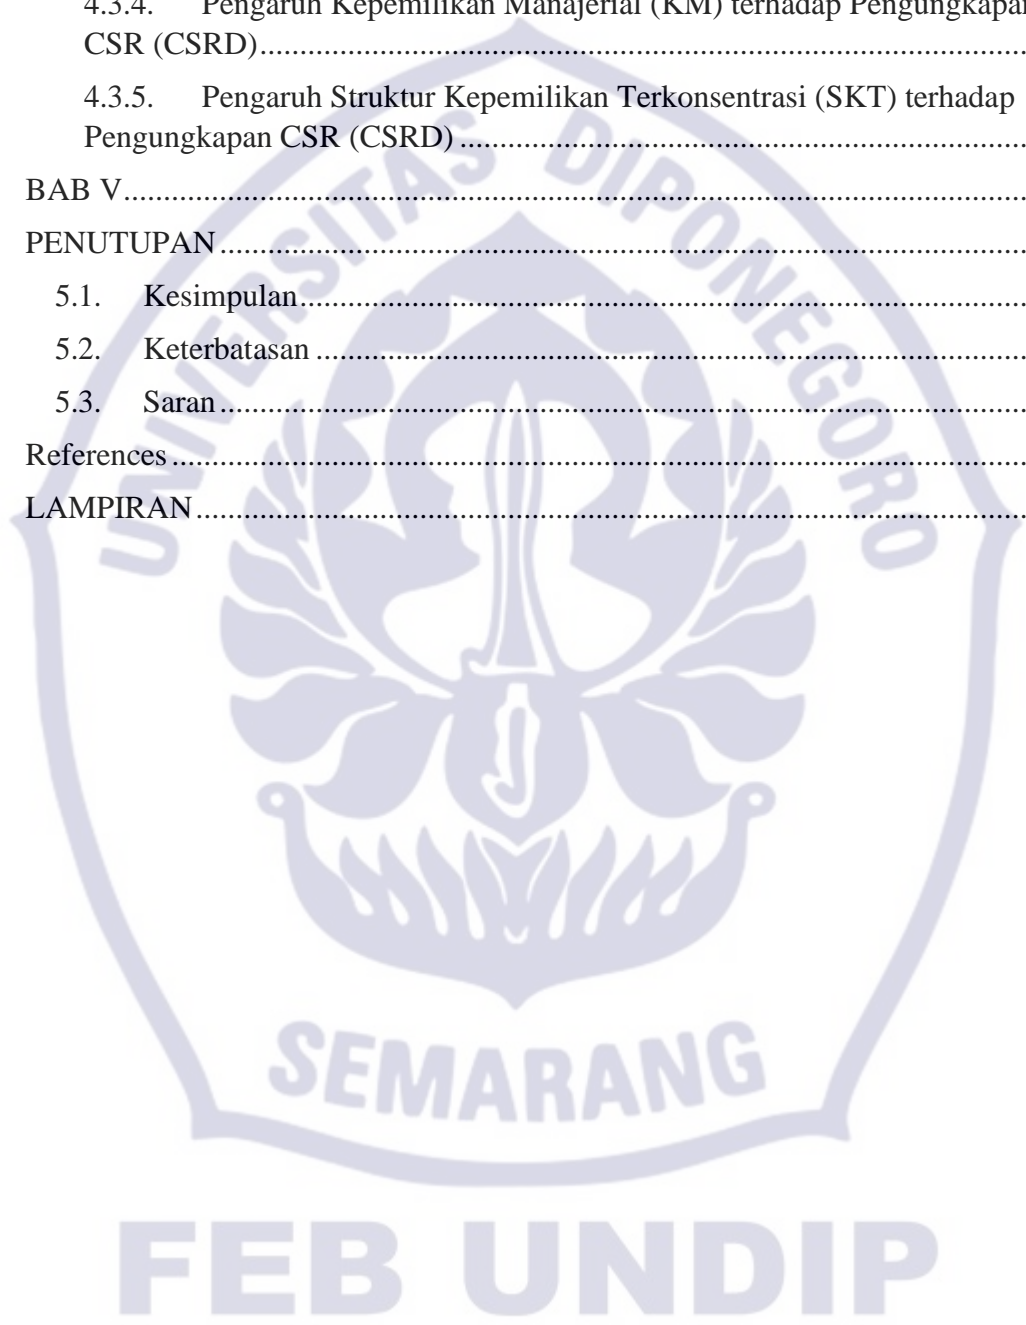 4.3.4. Pengaruh Kepemilikan Manajerial (KM) terhadap Pengungkapan
CSR (CSRD)..........................................................................................
4.3.5. Pengaruh Struktur Kepemilikan Terkonsentrasi (SKT) terhadap
Pengungkapan CSR (CSRD) ..................................................................
BAB V............................................................................................................
PENUTUPAN ................................................................................................
5.1. Kesimpulan.........................................................................................
5.2. Keterbatasan .......................................................................................
5.3. Saran ...................................................................................................
References ......................................................................................................
LAMPIRAN ...................................................................................................
UNIVERSITAS DIPONEGORO
SEMARANG
FEB UNDIP